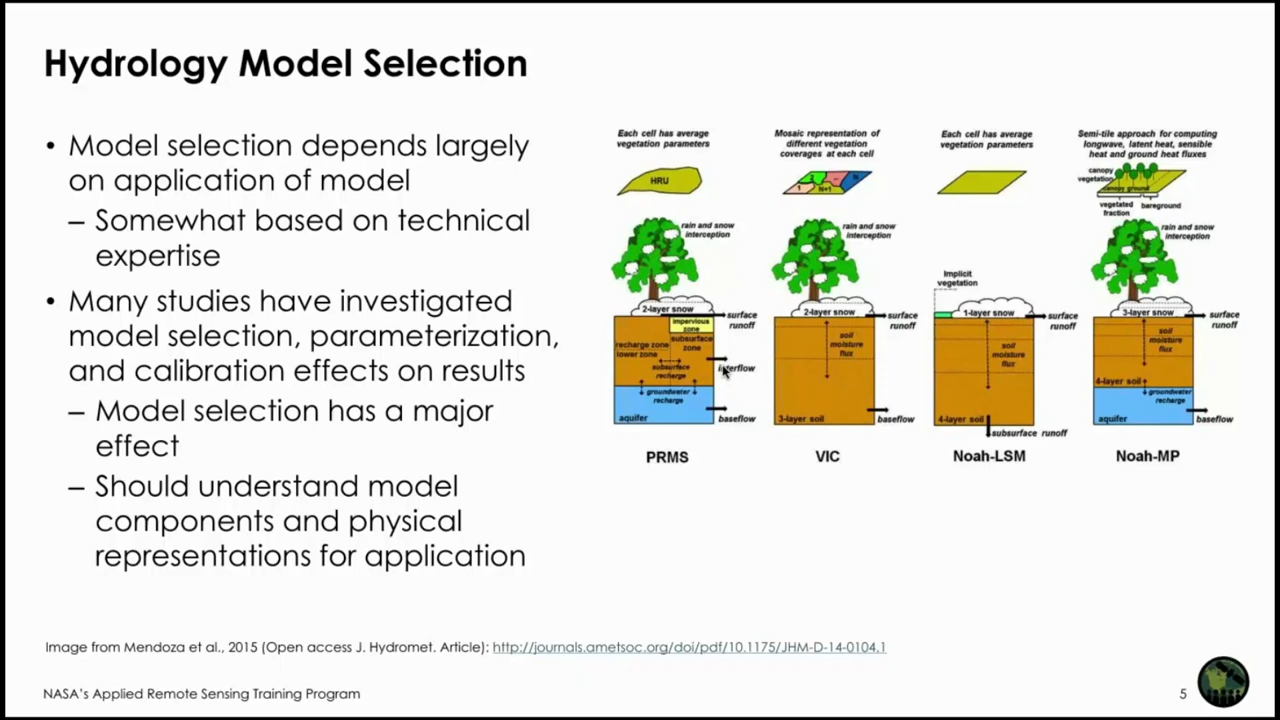 Hydrology Model Selection
• Model selection depends largely
on application of model
– Somewhat based on technical
expertise
• Many studies have investigated
model selection, parameterization,
and calibration effects on results
– Model selection has a major
effect
– Should understand model
components and physical
representations for application
Each cell has average
vegetation parameters
HRU
rain and snow
interception
2-layer snow
surface
runoff
impervious
zone
recharge zone
lower zone
subsurface
zone
subsurface
recharge
interflow
groundwater
recharge
aquifer
baseflow
PRMS
Mosaic representation of
different vegetation
coverages at each cell
1
2
N
N+1
rain and snow
interception
2-layer snow
surface
runoff
soil
moisture
flux
3-layer soil
baseflow
VIC
Each cell has average
vegetation parameters
Implicit
vegetation
1-layer snow
surface
runoff
soil
moisture
flux
4-layer soil
subsurface runoff
Noah-LSM
Semi-tile approach for computing
longwave, latent heat, sensible
heat and ground heat fluxes
canopy
vegetation
canopy ground
vegetated
fraction
bareground
rain and snow
interception
3-layer snow
surface
runoff
soil
moisture
flux
4-layer soil
groundwater
recharge
aquifer
baseflow
Noah-MP
Image from Mendoza et al., 2015 (Open access J. Hydromet. Article): http://journals.ametsoc.org/doi/pdf/10.1175/JHM-D-14-0104.1
NASA's Applied Remote Sensing Training Program
5